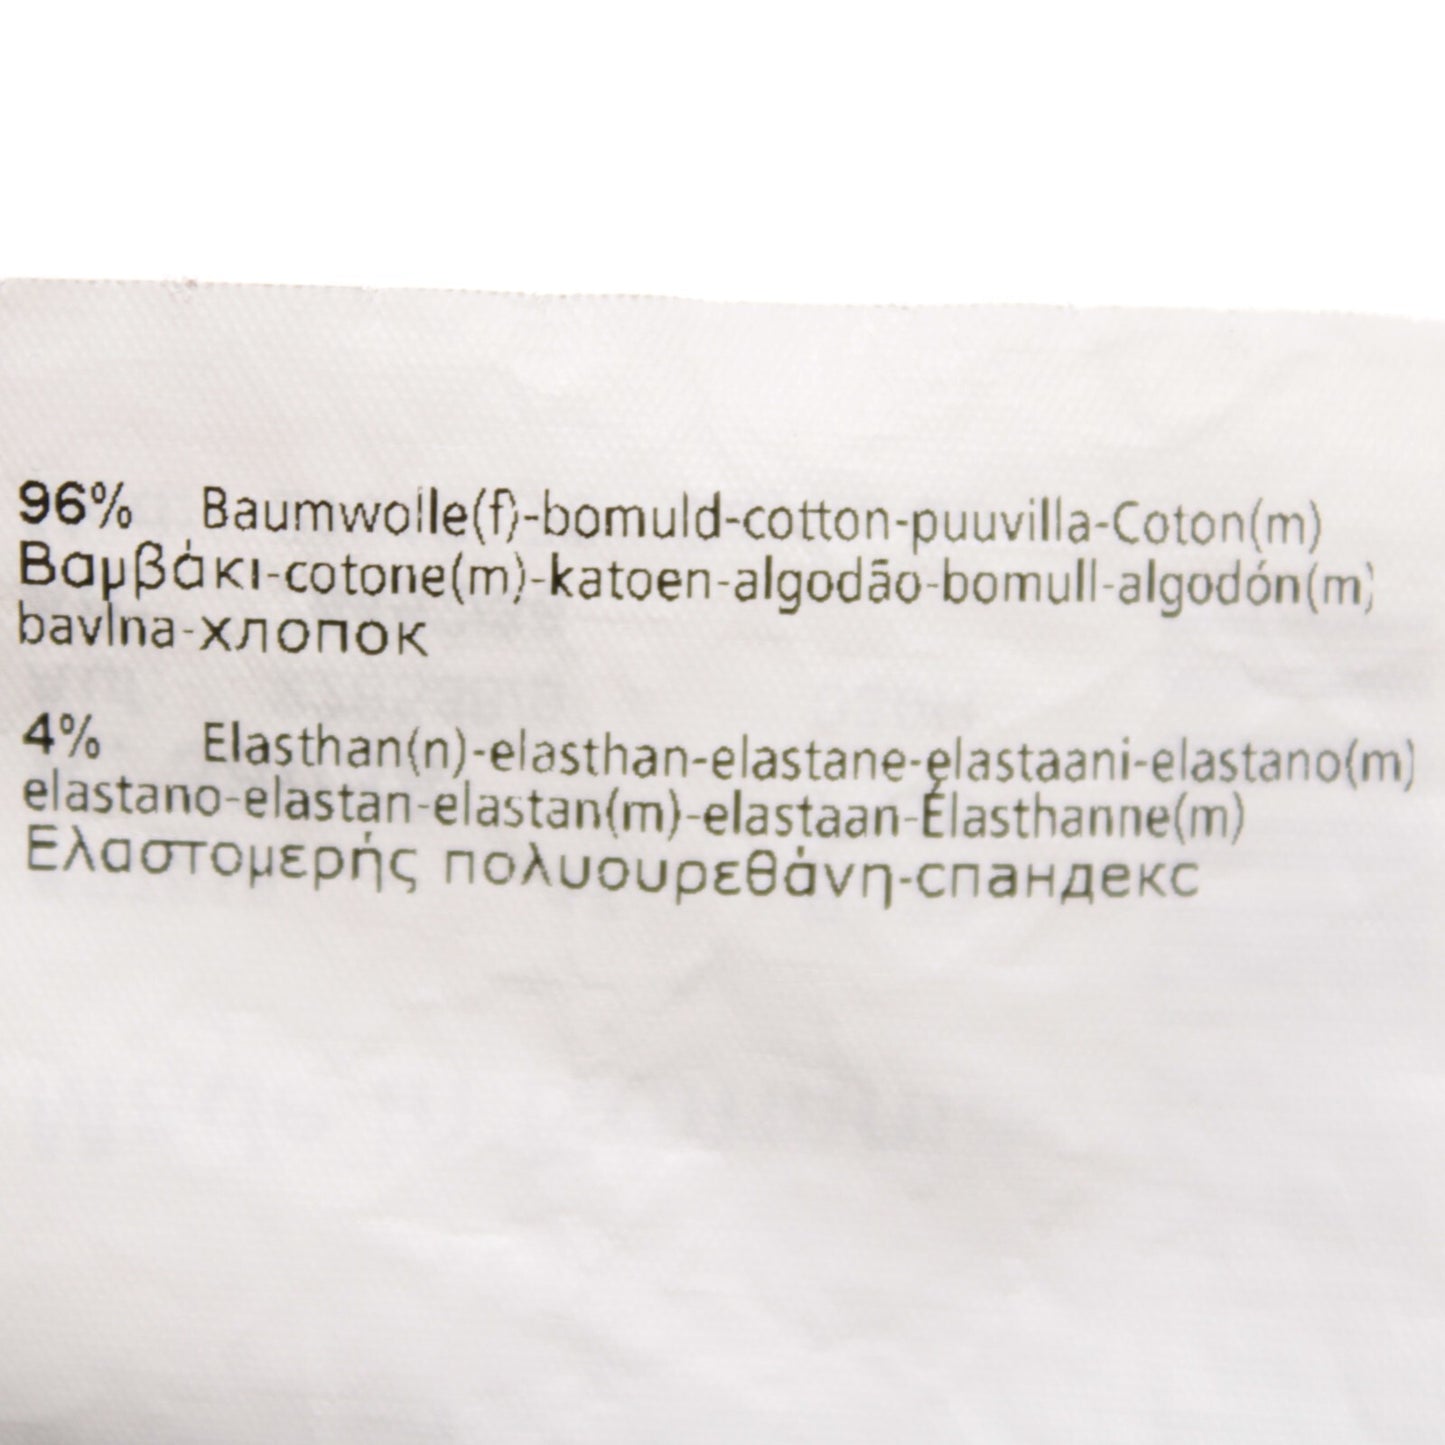 96% Baumwolle(f)-bomuld-cotton-puuvilla-Coton(m)
Βαμβάκι-cotone(m)-katoen-algodão-bomull-algodón(m)
bavlna-хлопок
4% Elasthan(n)-elasthan-elastane-elastaani-elastano(m)
elastano-elastan-elastan(m)-elastaan-Élasthanne(m)
Ελαστομερής πολυουρεθάνη-спандекс